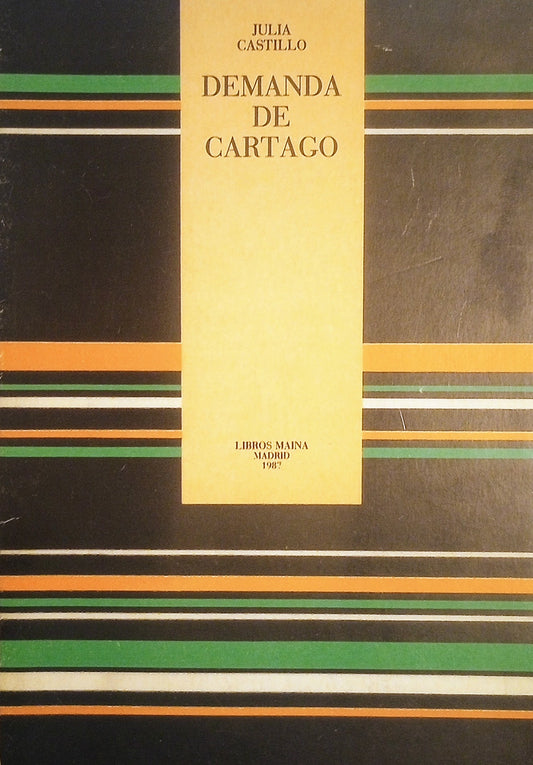 JULIA
CASTILLO
DEMANDA
DE
CARTAGO
LIBROS MAINA
MADRID
1987